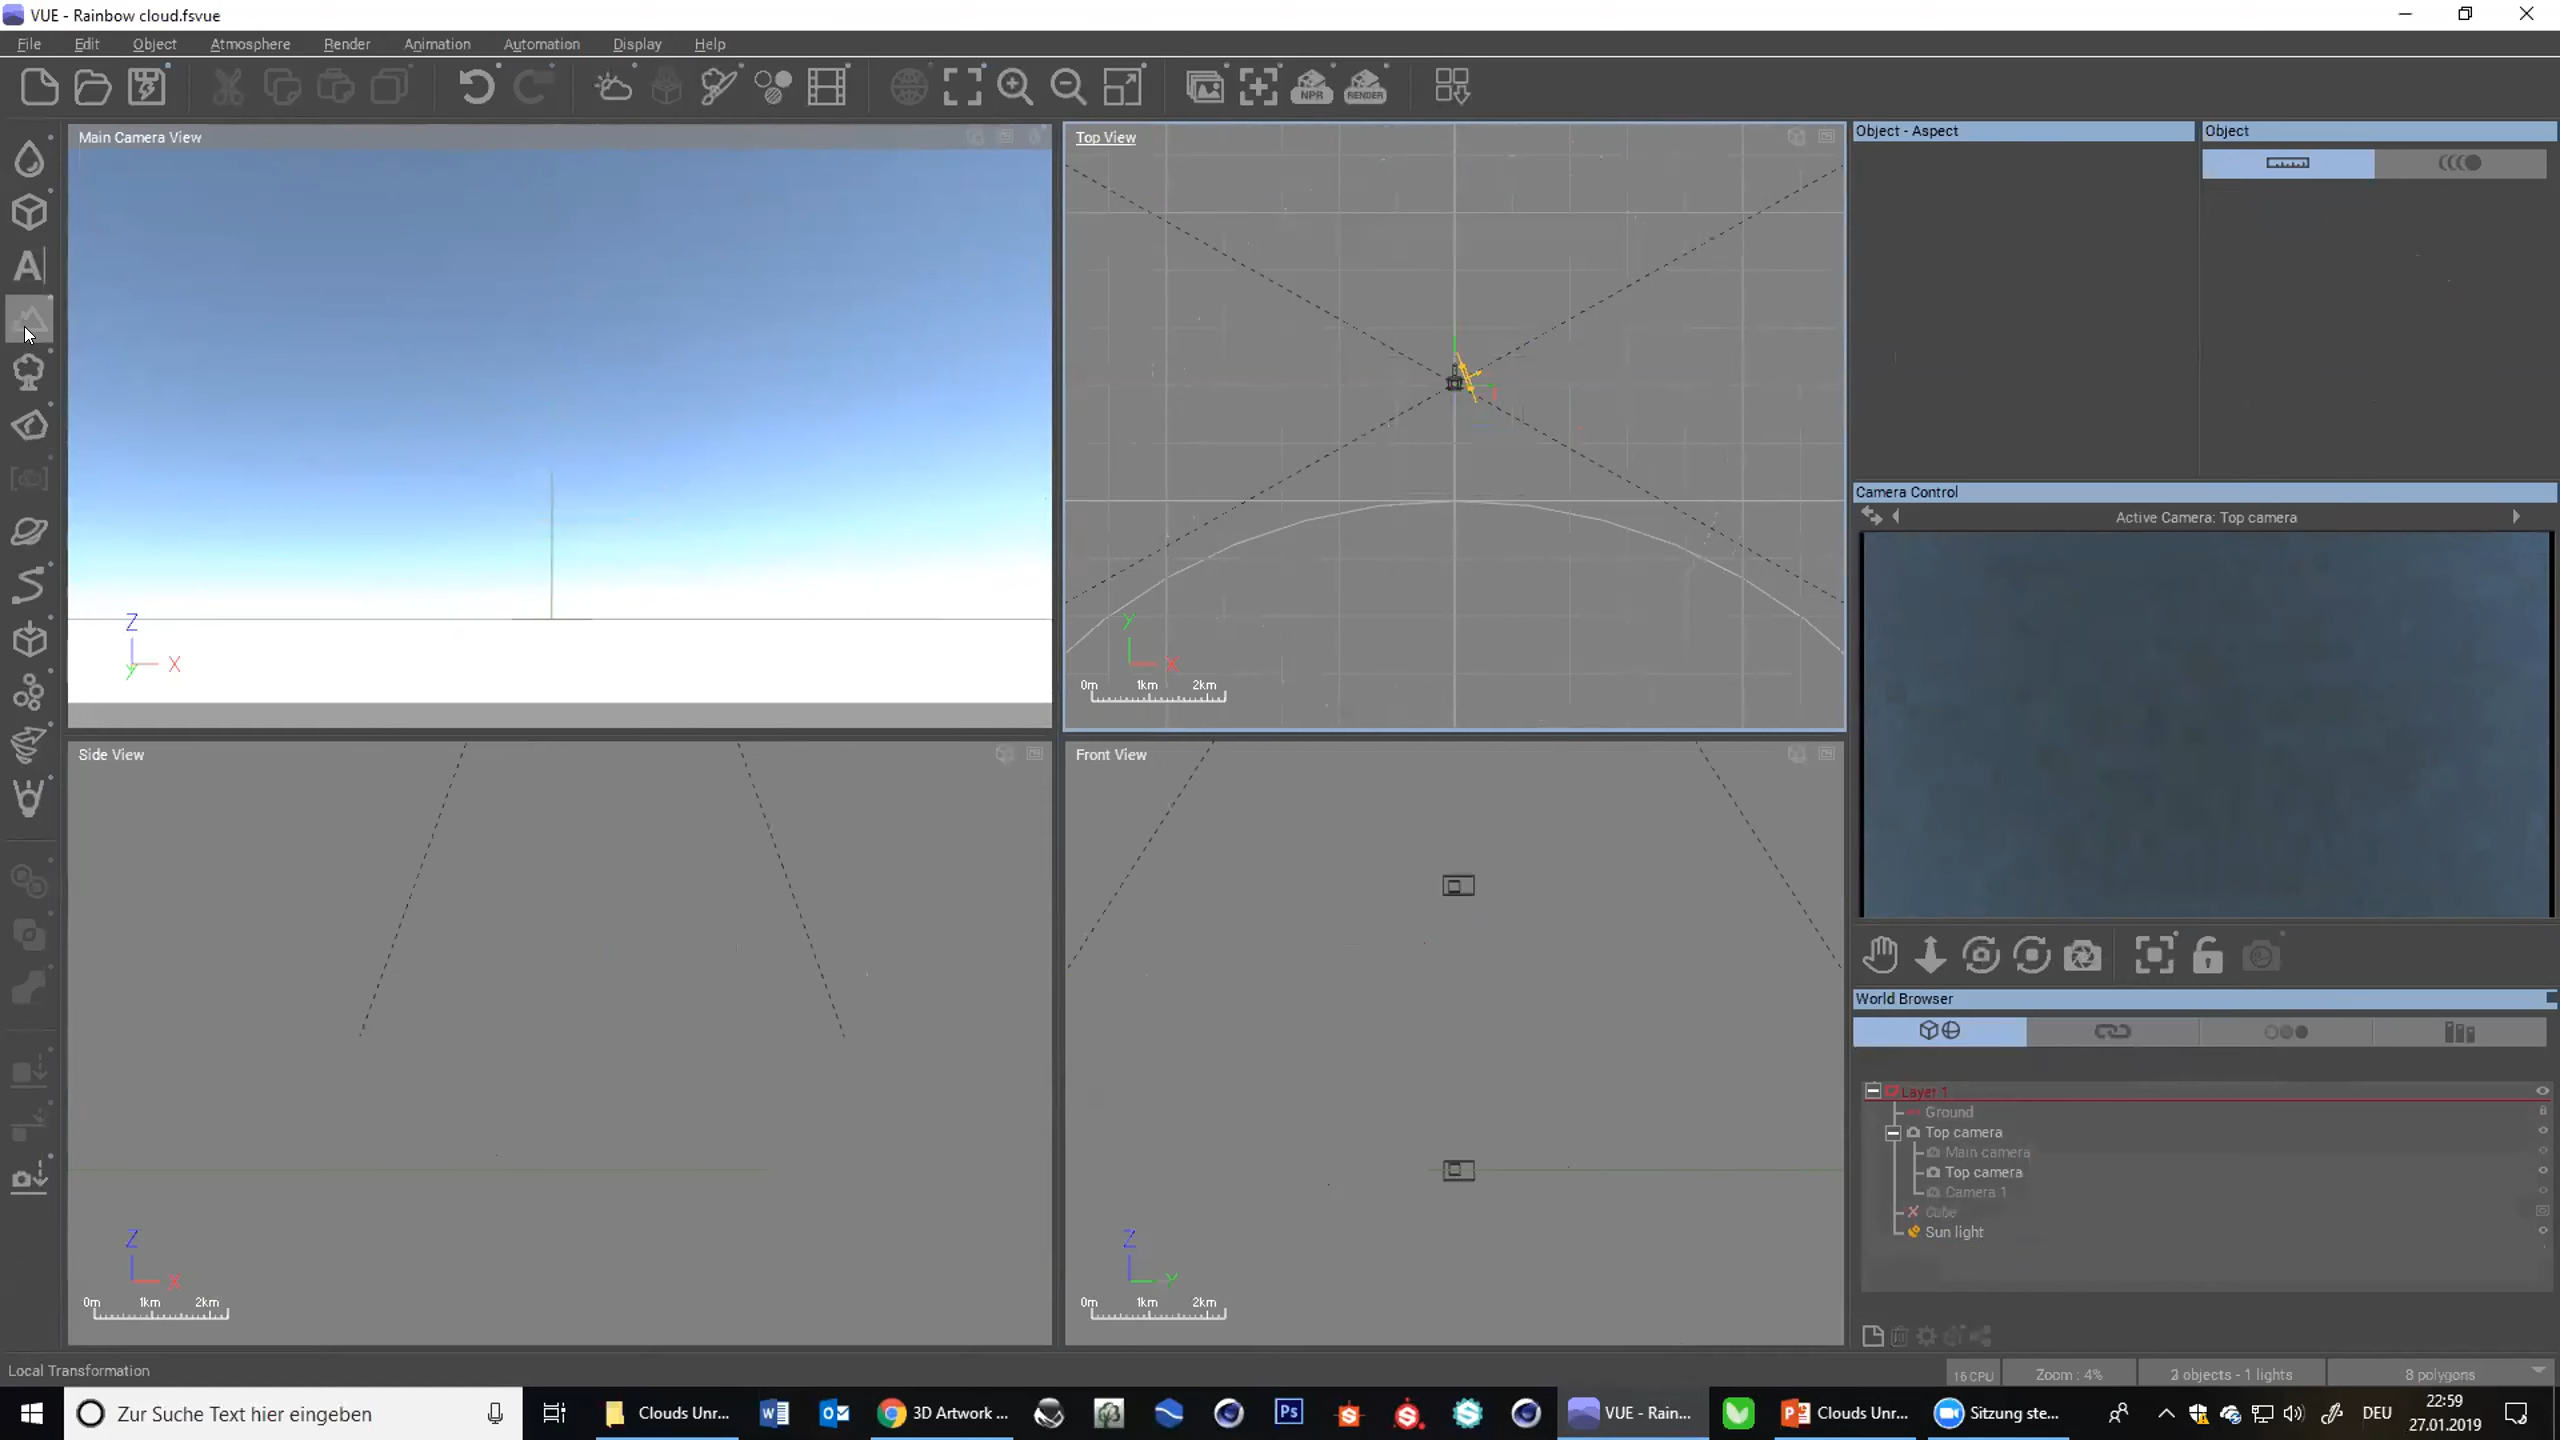 VUE - Rainbow cloud.fsvue
File Edit Object Atmosphere Render Animation Automation Display Help
NPR RENDER
Main Camera View
Top View
Object - Aspect
Object
A
Camera Control
Active Camera: Top camera
Z
X
y
Y
X
0m 1km 2km
Side View
Front View
World Browser
Layer 1
Ground
Top camera
Main camera
Top camera
Camera 1
Cube
Sun light
Z
X
0m 1km 2km
Z
Y
0m 1km 2km
Local Transformation
16 CPU
Zoom : 4%
2 objects - 1 lights
8 polygons
Zur Suche Text hier eingeben
Clouds Unr...
3D Artwork ...
Ps
VUE - Rain...
Clouds Unr...
Sitzung ste...
DEU
22:59
27.01.2019